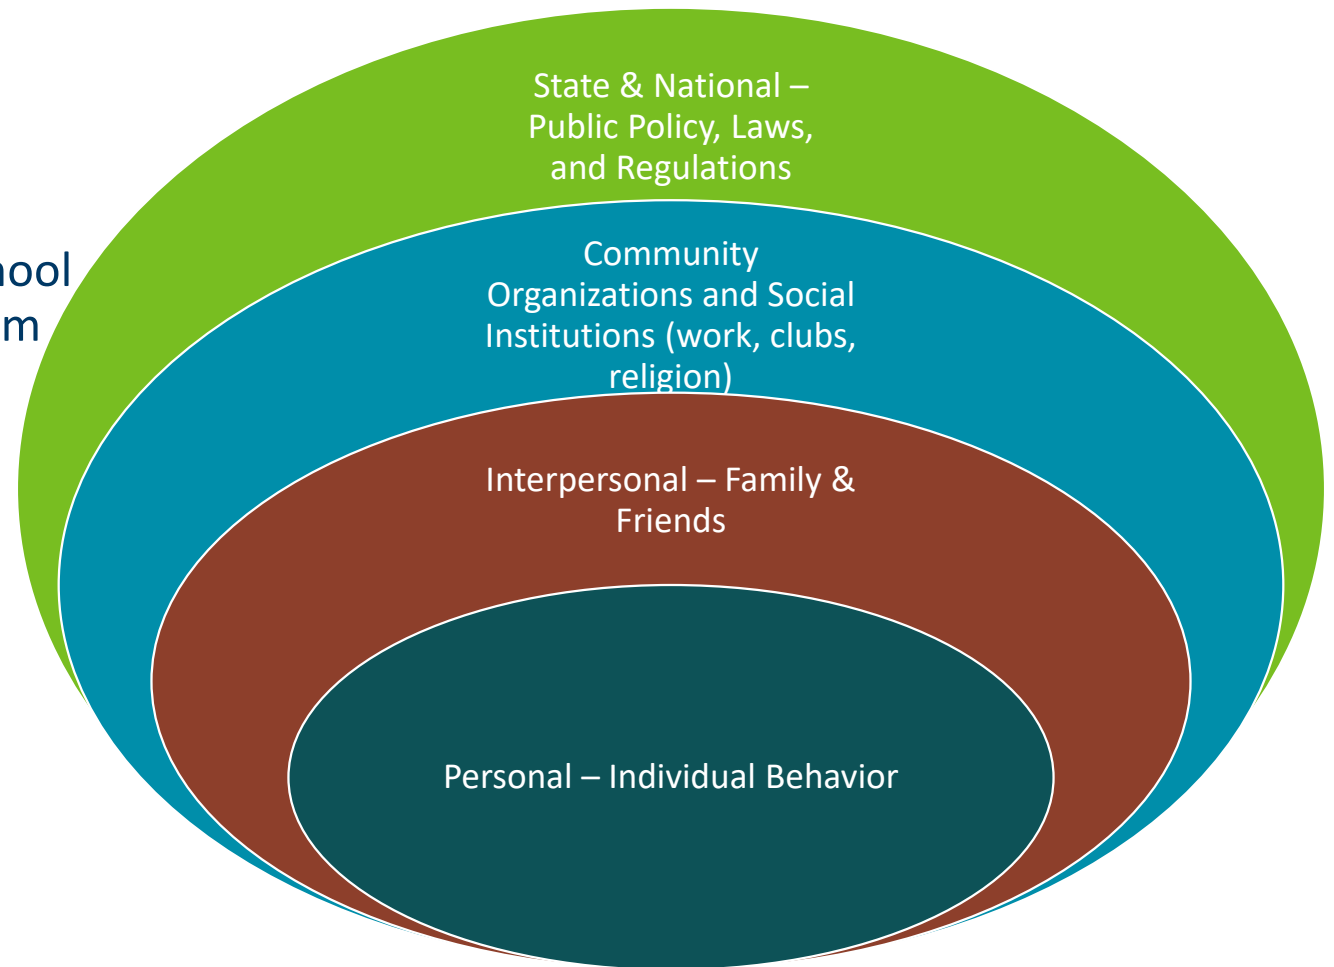 State & National –
Public Policy, Laws,
and Regulations
Community
Organizations and Social
Institutions (work, clubs,
religion)
Interpersonal – Family &
Friends
Personal – Individual Behavior